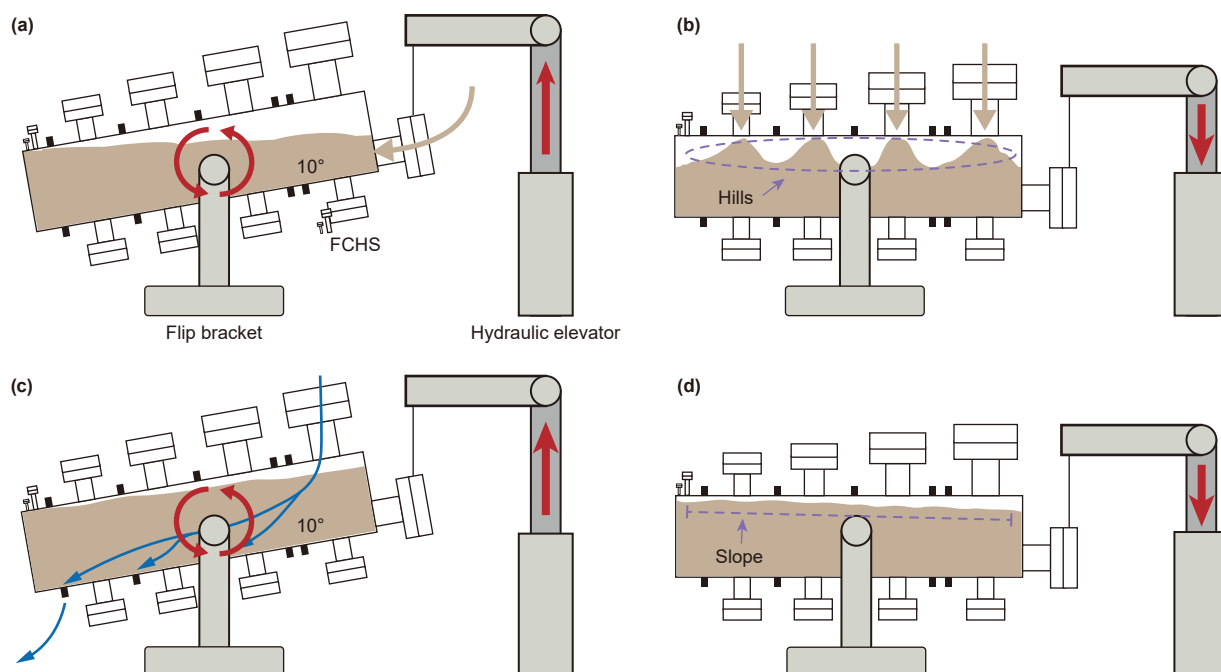 (a)
10°
FCHS
Flip bracket
Hydraulic elevator
(b)
Hills
(c)
10°
(d)
Slope